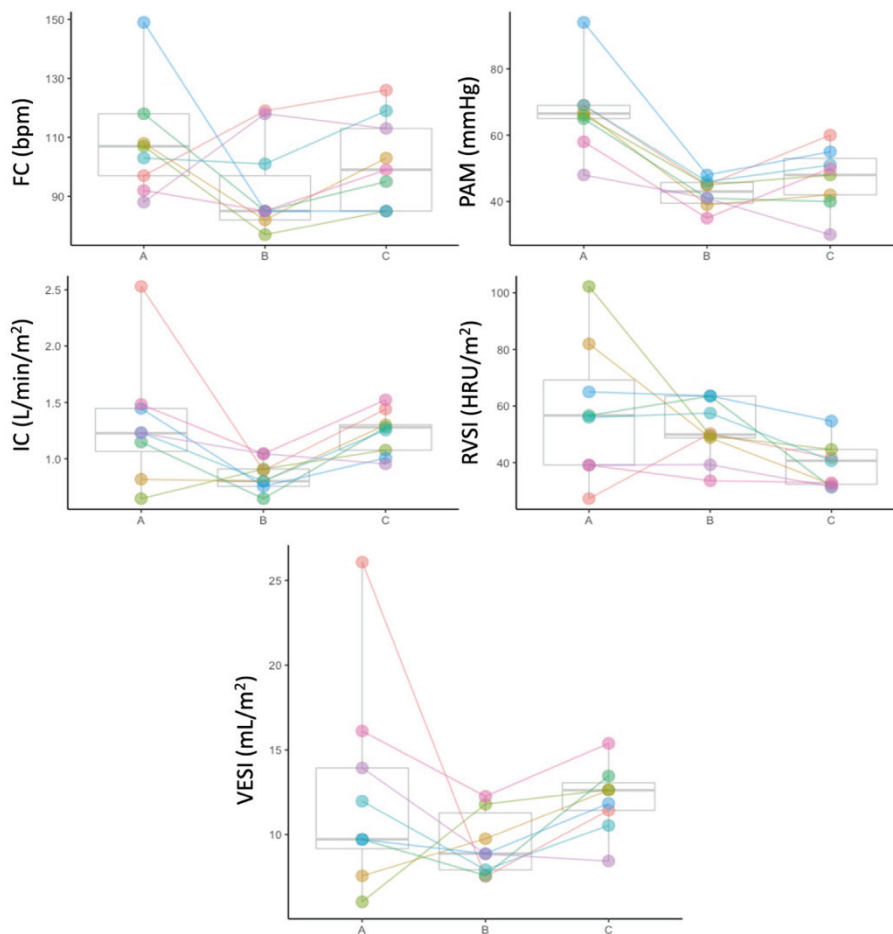 FC (bpm)
150
130
110
90
A
B
C
PAM (mmHg)
80
60
40
A
B
C
IC (L/min/m²)
2.5
2.0
1.5
1.0
A
B
C
RVSI (HRU/m²)
100
80
60
40
A
B
C
VESI (mL/m²)
25
20
15
10
A
B
C